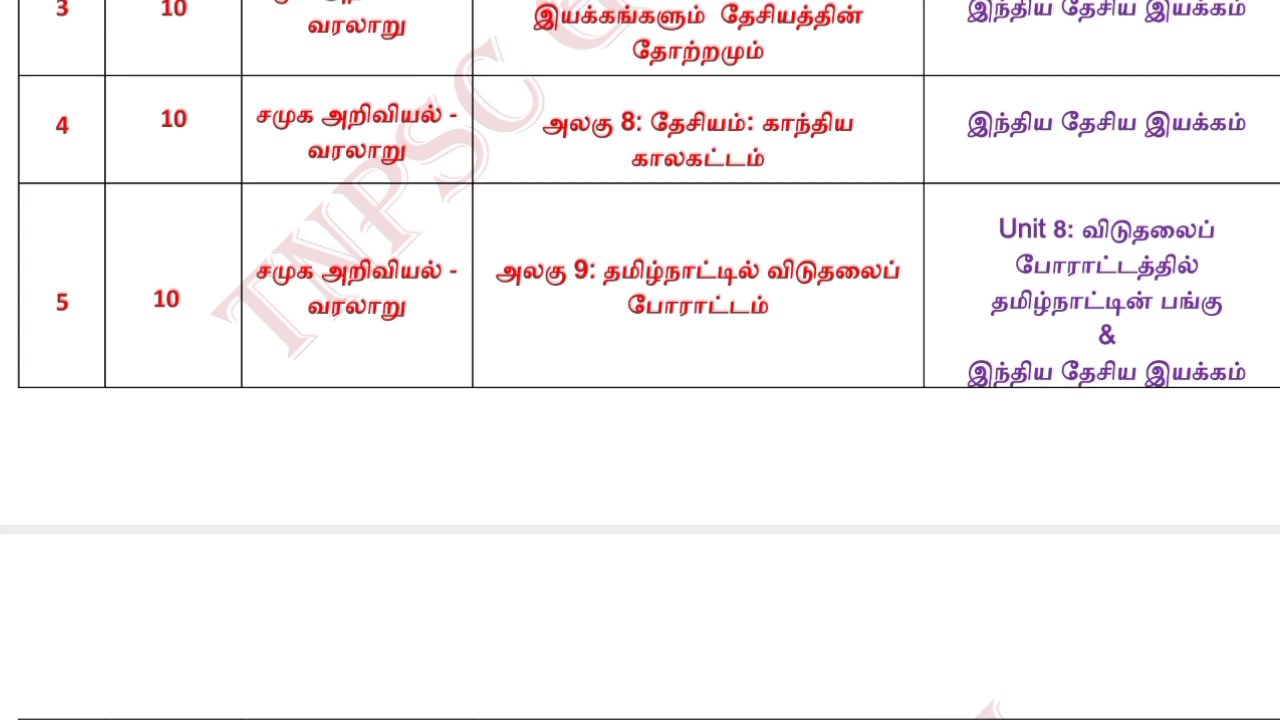 3
10
வரலாறு
இயக்கங்களும் தேசியத்தின்
தோற்றமும்
இந்திய தேசிய இயக்கம்
4
10
சமுக அறிவியல் -
வரலாறு
அலகு 8: தேசியம்: காந்திய
காலகட்டம்
இந்திய தேசிய இயக்கம்
5
10
சமுக அறிவியல் -
வரலாறு
அலகு 9: தமிழ்நாட்டில் விடுதலைப்
போராட்டம்
Unit 8: விடுதலைப்
போராட்டத்தில்
தமிழ்நாட்டின் பங்கு
&
இந்திய தேசிய இயக்கம்
TNPSC